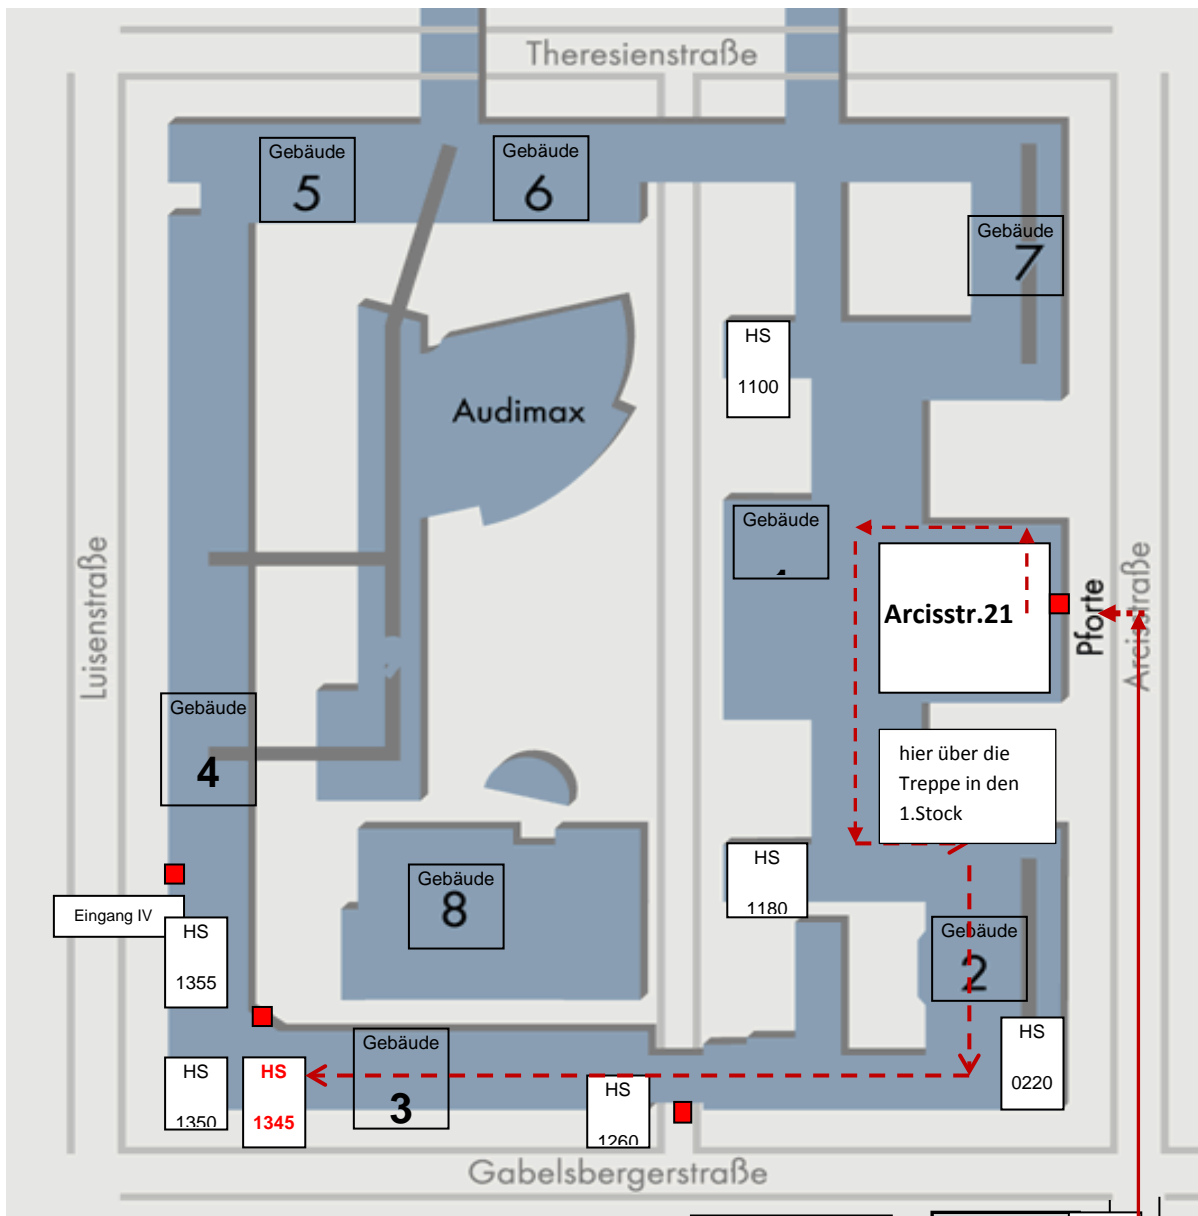 Theresienstraße
Gebäude
5
Gebäude
6
Gebäude
7
HS
1100
Audimax
Gebäude
Arcisstr.21
Pforte
Arcisstraße
Luisenstraße
Gebäude
4
hier über die
Treppe in den
1.Stock
HS
1180
Gebäude
8
Eingang IV
HS
1355
Gebäude
2
HS
0220
Gebäude
3
HS
1350
HS
1345
HS
1260
Gabelsbergerstraße